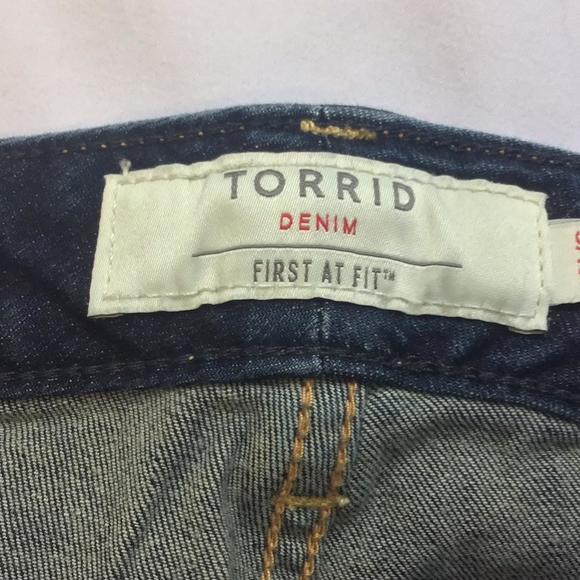 TORRID
DENIM
FIRST AT FIT™